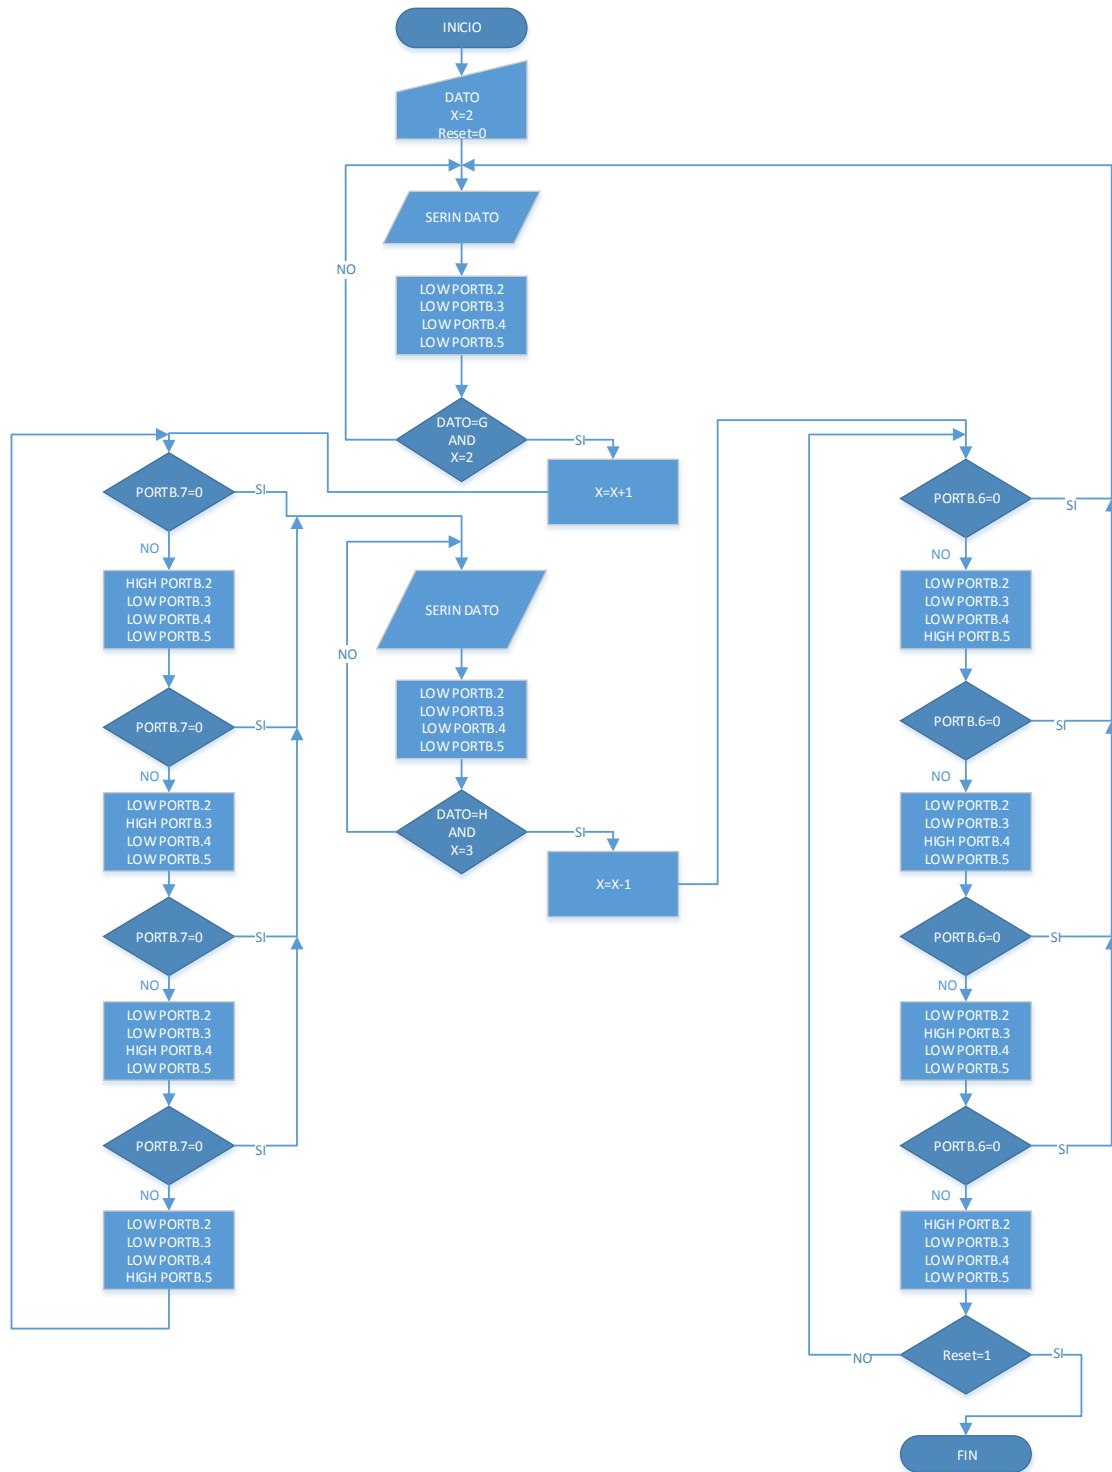 INICIO
DATO
X=2
Reset=0
SERIN DATO
NO
LOW PORTB.2
LOW PORTB.3
LOW PORTB.4
LOW PORTB.5
DATO=G
AND
X=2
SI
X=X+1
PORTB.7=0
SI
NO
HIGH PORTB.2
LOW PORTB.3
LOW PORTB.4
LOW PORTB.5
PORTB.7=0
SI
NO
LOW PORTB.2
HIGH PORTB.3
LOW PORTB.4
LOW PORTB.5
PORTB.7=0
SI
NO
LOW PORTB.2
LOW PORTB.3
HIGH PORTB.4
LOW PORTB.5
PORTB.7=0
SI
NO
LOW PORTB.2
LOW PORTB.3
LOW PORTB.4
HIGH PORTB.5
SERIN DATO
NO
LOW PORTB.2
LOW PORTB.3
LOW PORTB.4
LOW PORTB.5
DATO=H
AND
X=3
SI
X=X-1
PORTB.6=0
SI
NO
LOW PORTB.2
LOW PORTB.3
LOW PORTB.4
HIGH PORTB.5
PORTB.6=0
SI
NO
LOW PORTB.2
LOW PORTB.3
HIGH PORTB.4
LOW PORTB.5
PORTB.6=0
SI
NO
LOW PORTB.2
HIGH PORTB.3
LOW PORTB.4
LOW PORTB.5
PORTB.6=0
SI
NO
HIGH PORTB.2
LOW PORTB.3
LOW PORTB.4
LOW PORTB.5
Reset=1
NO
SI
FIN